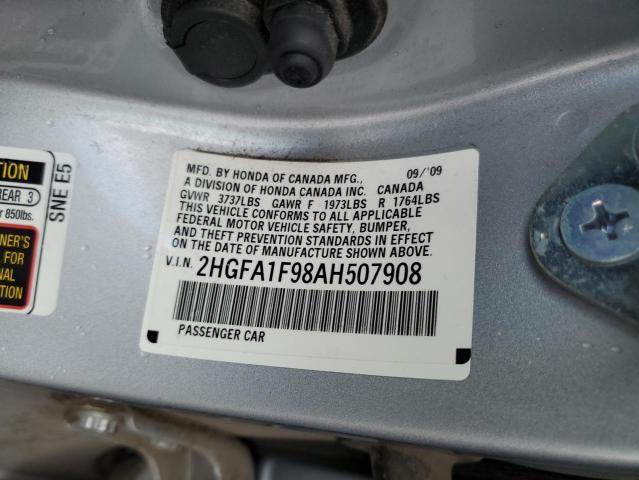 MFD. BY HONDA OF CANADA MFG., 09/'09
A DIVISION OF HONDA CANADA INC. CANADA
GVWR 3737LBS GAWR F 1973LBS R 1764LBS
THIS VEHICLE CONFORMS TO ALL APPLICABLE
FEDERAL MOTOR VEHICLE SAFETY, BUMPER,
AND THEFT PREVENTION STANDARDS IN EFFECT
ON THE DATE OF MANUFACTURE SHOWN ABOVE.
V.I.N. 2HGFA1F98AH507908
PASSENGER CAR
REAR 3
850lbs.
SNE E5
FOR